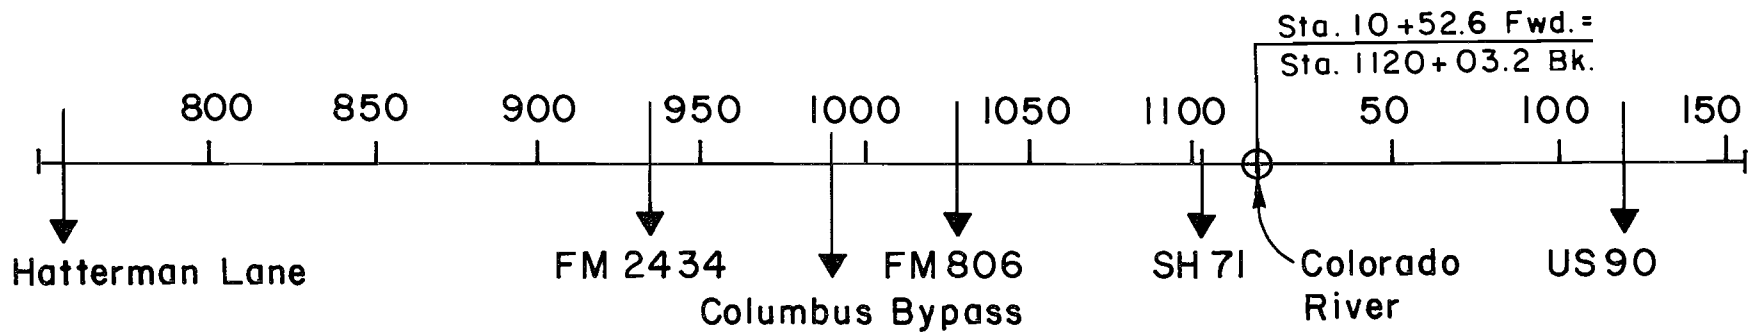 Sta. 10+52.6 Fwd.=
Sta. 1120+03.2 Bk.
800 850 900 950 1000 1050 1100 50 100 150
Hatterman Lane FM 2434 FM 806 SH 71 Colorado River US 90
Columbus Bypass